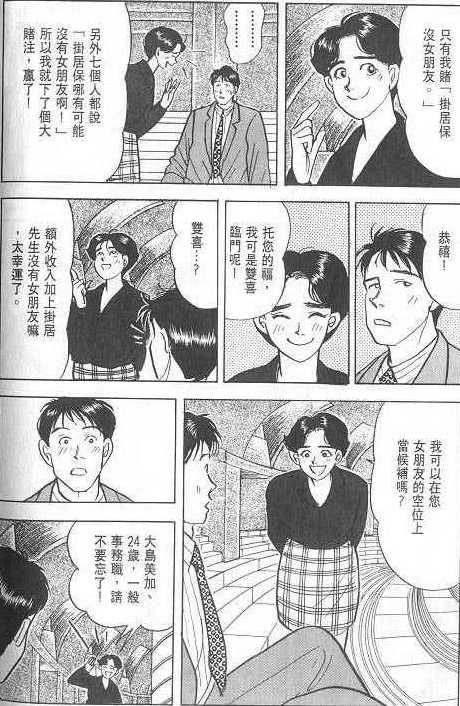 只有我賭「掛居保
沒女朋友。」
…………
…………
另外七個人都說
「掛居保哪有可能
沒有女朋友啊！」
所以我就下了個大
賭注，贏了！
恭禧！
托您的福，
我可是雙喜
臨門呢！
雙喜…？
額外收入加上掛居
先生沒有女朋友嘛
，太幸運了。
我可以在您
女朋友的空位上
當候補嗎？
大島美加、
24歲，一般
事務職，請
不要忘了！